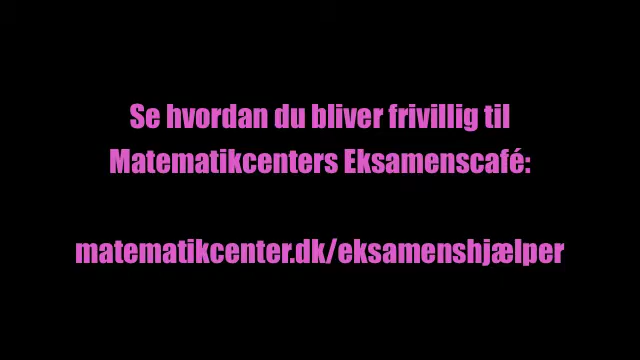 Se hvordan du bliver frivillig til
Matematikcenters Eksamenscafé:
matematikcenter.dk/eksamenshjælper